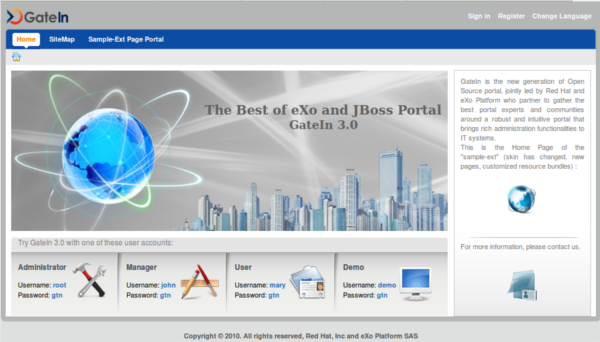 GateIn
Sign in Register Change Language
Home SiteMap Sample-Ext Page Portal
The Best of eXo and JBoss Portal
GateIn 3.0
GateIn is the new generation of Open
Source portal, jointly led by Red Hat and
eXo Platform who partner to gather the
best portal experts and communities
around a robust and intuitive portal that
brings rich administration functionalities to
IT systems.
This is the Home Page of the
"sample-ext" (skin has changed, new
pages, customized resource bundles) :
For more information, please contact us.
Try GateIn 3.0 with one of these user accounts:
Administrator
Username: root
Password: gtn
Manager
Username: john
Password: gtn
User
Username: mary
Password: gtn
Demo
Username: demo
Password: gtn
Copyright © 2010. All rights reserved, Red Hat, Inc and eXo Platform SAS